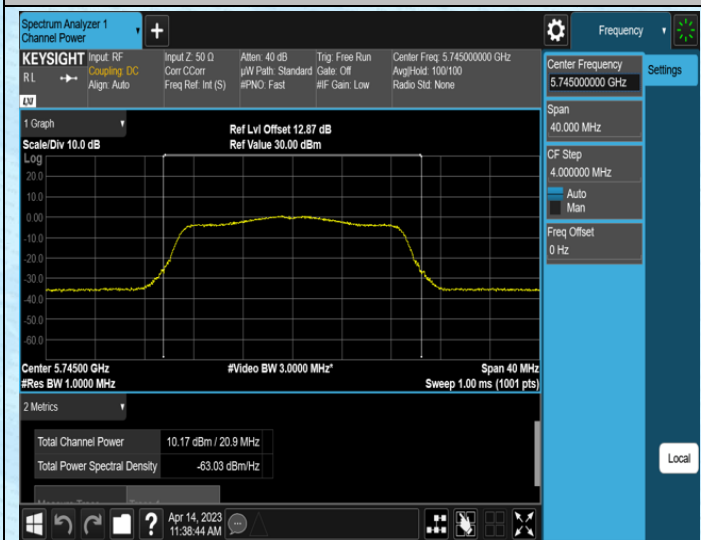 Spectrum Analyzer 1
Channel Power
+
Frequency
KEYSIGHT
RL
LXI
Input: RF
Coupling: DC
Align: Auto
Input Z: 50 Ω
Corr CCorr
Freq Ref: Int (S)
Atten: 40 dB
µW Path: Standard
#PNO: Fast
Trig: Free Run
Gate: Off
#IF Gain: Low
Center Freq: 5.745000000 GHz
Avg|Hold: 100/100
Radio Std: None
Center Frequency
5.745000000 GHz
Settings
Span
40.000 MHz
CF Step
4.000000 MHz
Auto
Man
Freq Offset
0 Hz
Local
1 Graph
Scale/Div 10.0 dB
Ref Lvl Offset 12.87 dB
Ref Value 30.00 dBm
Log
20.0
10.0
0.00
-10.0
-20.0
-30.0
-40.0
-50.0
-60.0
Center 5.74500 GHz
#Res BW 1.0000 MHz
#Video BW 3.0000 MHz*
Span 40 MHz
Sweep 1.00 ms (1001 pts)
2 Metrics
Total Channel Power 10.17 dBm / 20.9 MHz
Total Power Spectral Density -63.03 dBm/Hz
?
Apr 14, 2023
11:38:44 AM